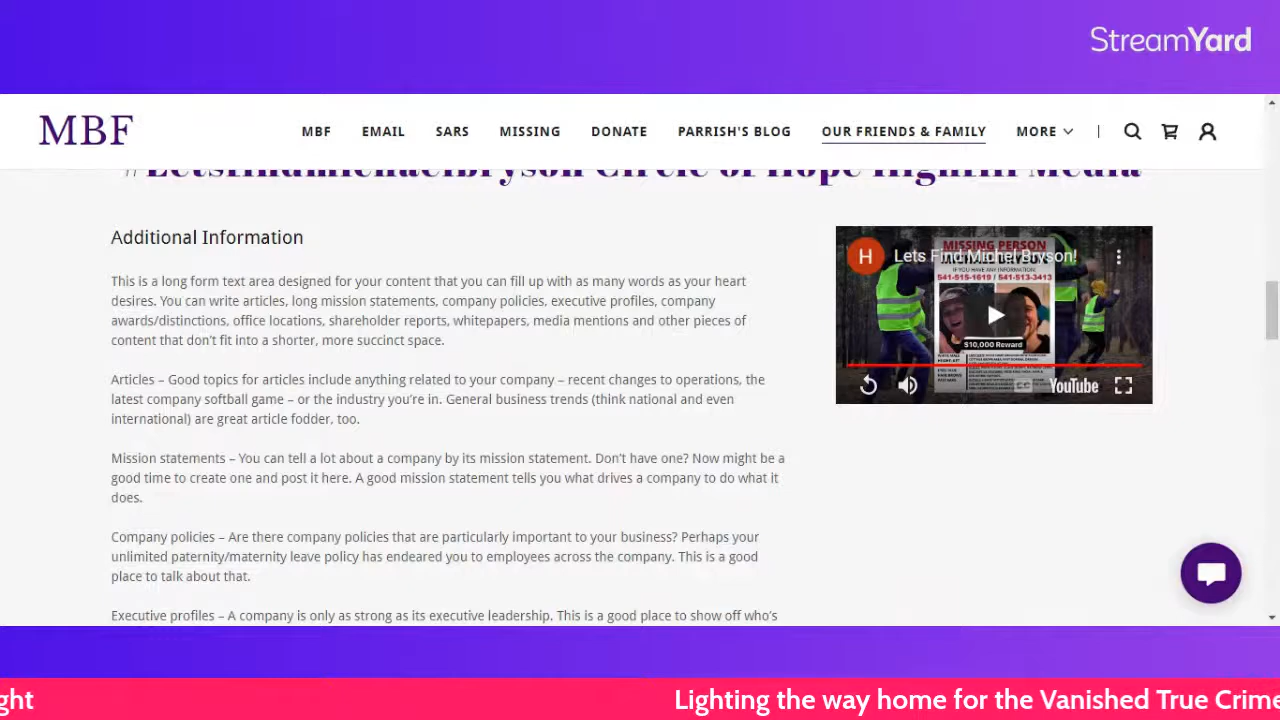 StreamYard
MBF
MBF EMAIL SARS MISSING DONATE PARRISH'S BLOG OUR FRIENDS & FAMILY MORE
#Letsfindmichaelbryson Circle of Hope Highfill Media
Additional Information
This is a long form text area designed for your content that you can fill up with as many words as your heart
desires. You can write articles, long mission statements, company policies, executive profiles, company
awards/distinctions, office locations, shareholder reports, whitepapers, media mentions and other pieces of
content that don't fit into a shorter, more succinct space.
Articles – Good topics for articles include anything related to your company – recent changes to operations, the
latest company softball game – or the industry you're in. General business trends (think national and even
international) are great article fodder, too.
Mission statements – You can tell a lot about a company by its mission statement. Don't have one? Now might be a
good time to create one and post it here. A good mission statement tells you what drives a company to do what it
does.
Company policies – Are there company policies that are particularly important to your business? Perhaps your
unlimited paternity/maternity leave policy has endeared you to employees across the company. This is a good
place to talk about that.
Executive profiles – A company is only as strong as its executive leadership. This is a good place to show off who's
MISSING PERSON
H Lets Find Michel Bryson!
IF YOU HAVE ANY INFORMATION
541-515-1619 / 541-513-3413
$10,000 Reward
CC YouTube
ght Lighting the way home for the Vanished True Crime